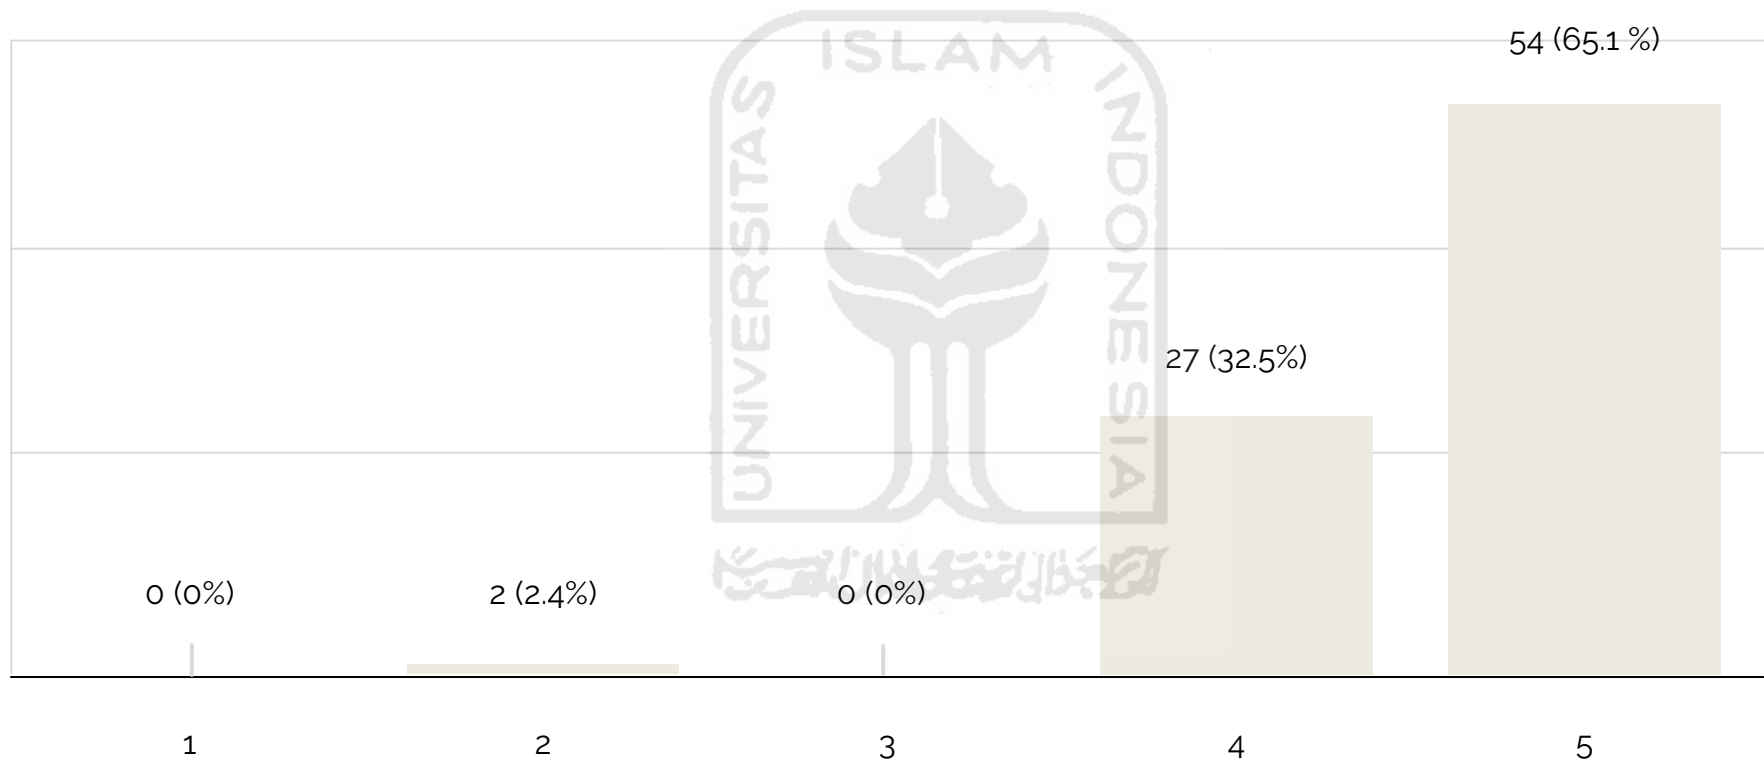 54 (65.1 %)
27 (32.5%)
0 (0%) 2 (2.4%) 0 (0%)
1 2 3 4 5
UNIVERSITAS
ISLAM
INDONESIA